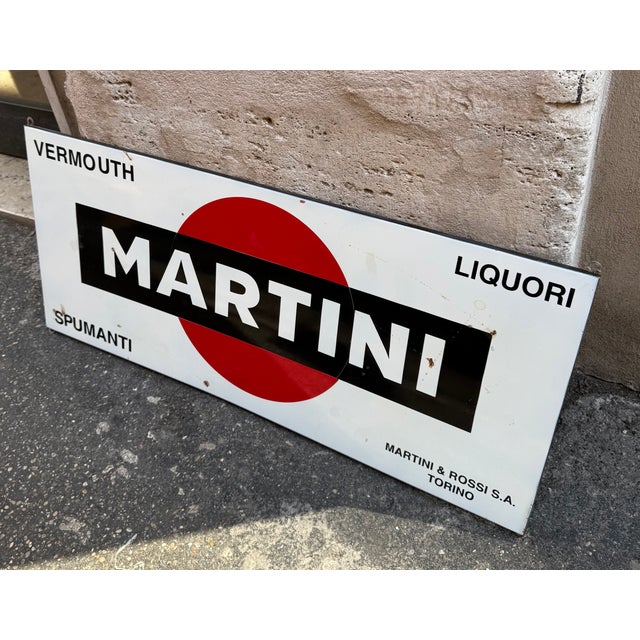 VERMOUTH
LIQUORI
MARTINI
SPUMANTI
MARTINI & ROSSI S.A.
TORINO